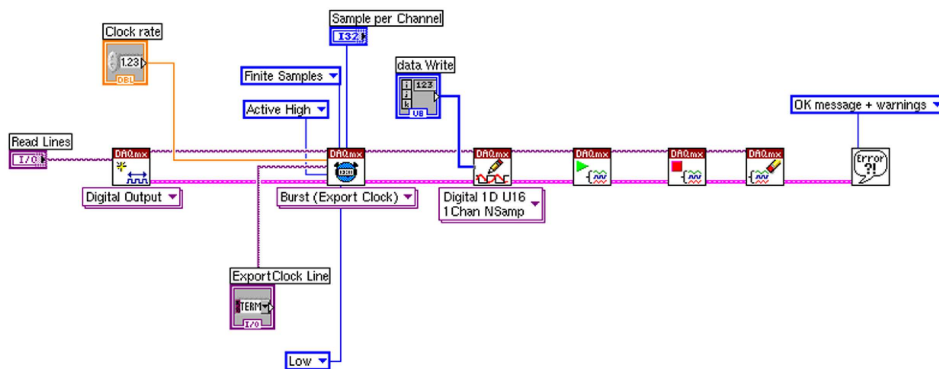 Sample per Channel
I32
Clock rate
1.23
DBL
data Write
123
i
j
k
U8
Finite Samples
Active High
OK message + warnings
Read Lines
I/O
DAQmx
DAQmx
DAQmx
DAQmx
DAQmx
DAQmx
Error
?!
Digital Output
Burst (Export Clock)
Digital 1D U16
1Chan NSamp
ExportClock Line
TERM
I/O
Low